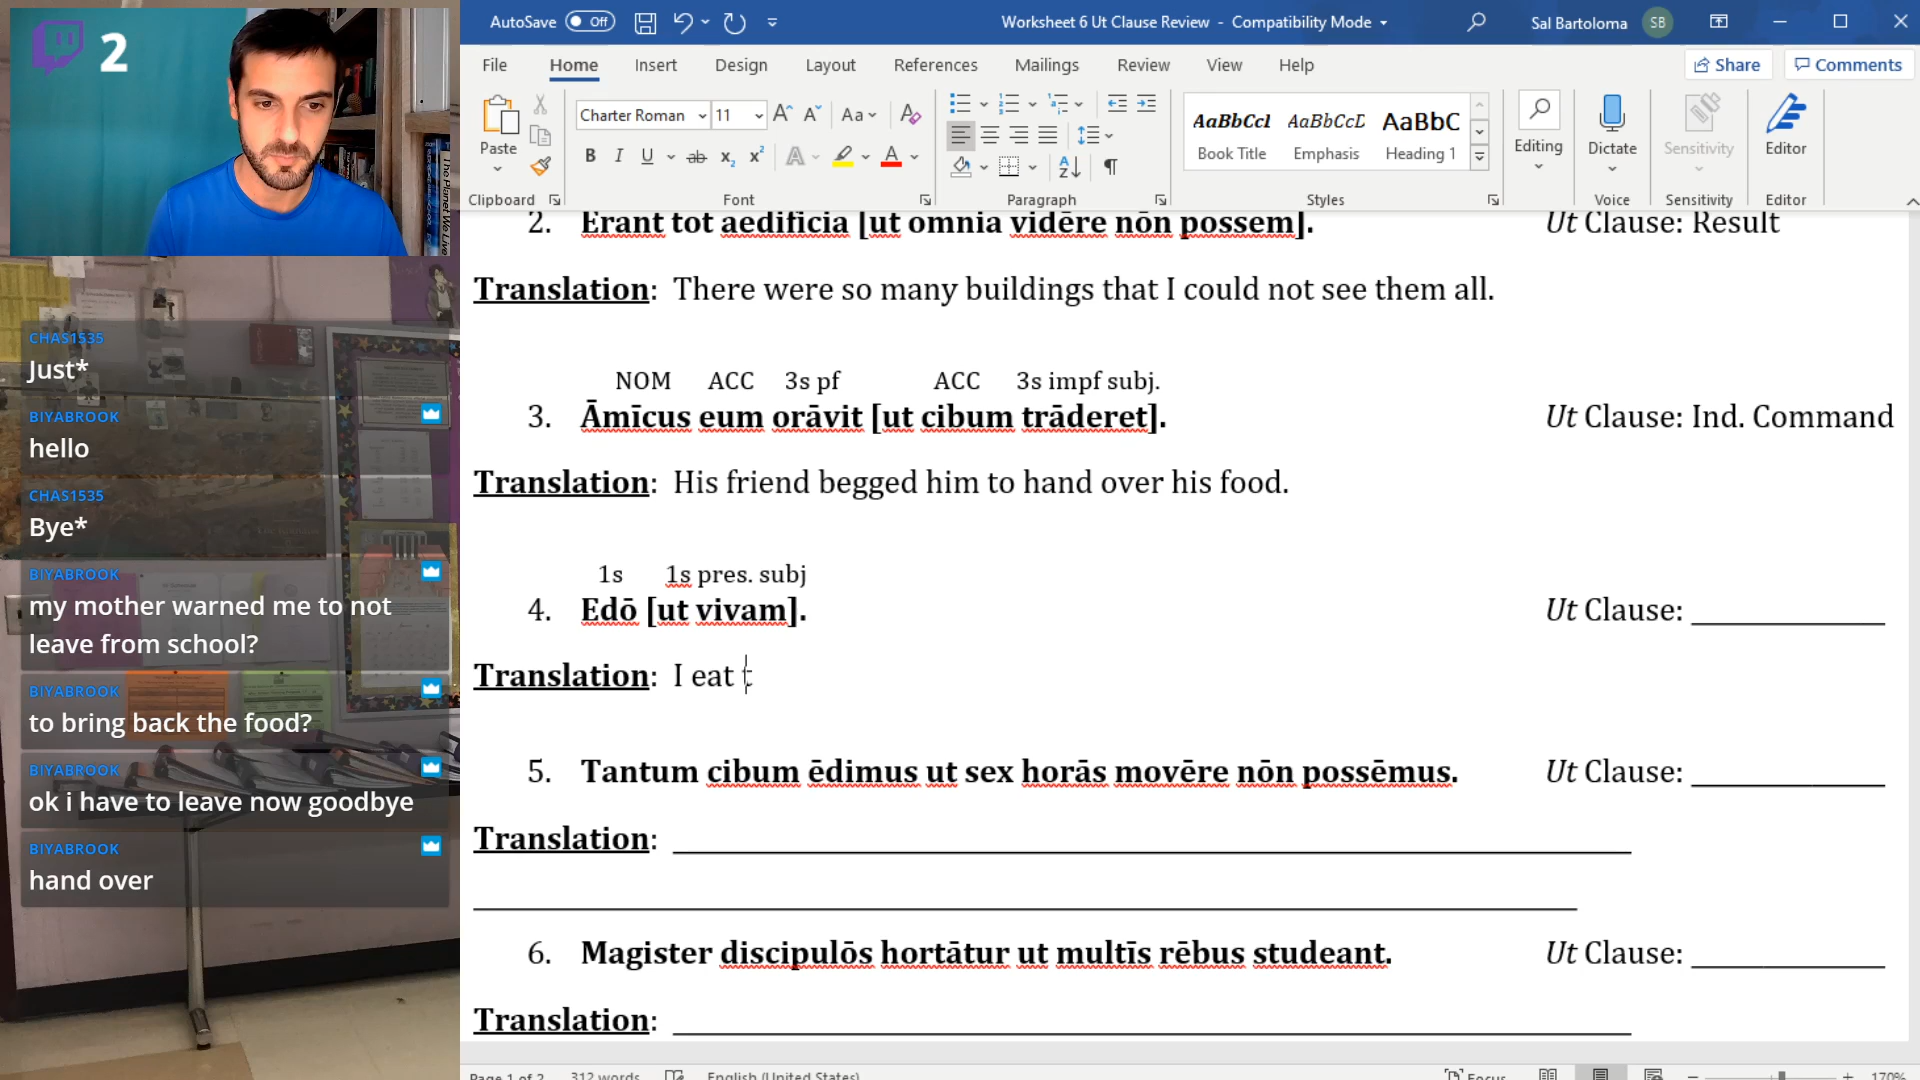 2
CHAS1535
Just*
BIYABROOK
hello
CHAS1535
Bye*
BIYABROOK
my mother warned me to not
leave from school?
BIYABROOK
to bring back the food?
BIYABROOK
ok i have to leave now goodbye
BIYABROOK
hand over
The Planet We Live
AutoSave Off
Worksheet 6 Ut Clause Review - Compatibility Mode
Sal Bartoloma SB
File Home Insert Design Layout References Mailings Review View Help
Share Comments
Paste
Clipboard
Charter Roman 11
Font
Paragraph
AaBbCcI AaBbCcD AaBbC
Book Title Emphasis Heading 1
Styles
Editing
Dictate
Voice
Sensitivity
Sensitivity
Editor
Editor
2. Erant tot aedificia [ut omnia vidēre nōn possem]. Ut Clause: Result
Translation: There were so many buildings that I could not see them all.
NOM ACC 3s pf ACC 3s impf subj.
3. Āmīcus eum orāvit [ut cibum trāderet]. Ut Clause: Ind. Command
Translation: His friend begged him to hand over his food.
1s 1s pres. subj
4. Edō [ut vivam]. Ut Clause: ____________
Translation: I eat t
5. Tantum cibum ēdimus ut sex horās movēre nōn possēmus. Ut Clause: ____________
Translation: ____________
6. Magister discipulōs hortātur ut multīs rēbus studeant. Ut Clause: ____________
Translation: ____________
Page 1 of 2 312 words English (United States) Focus 170%